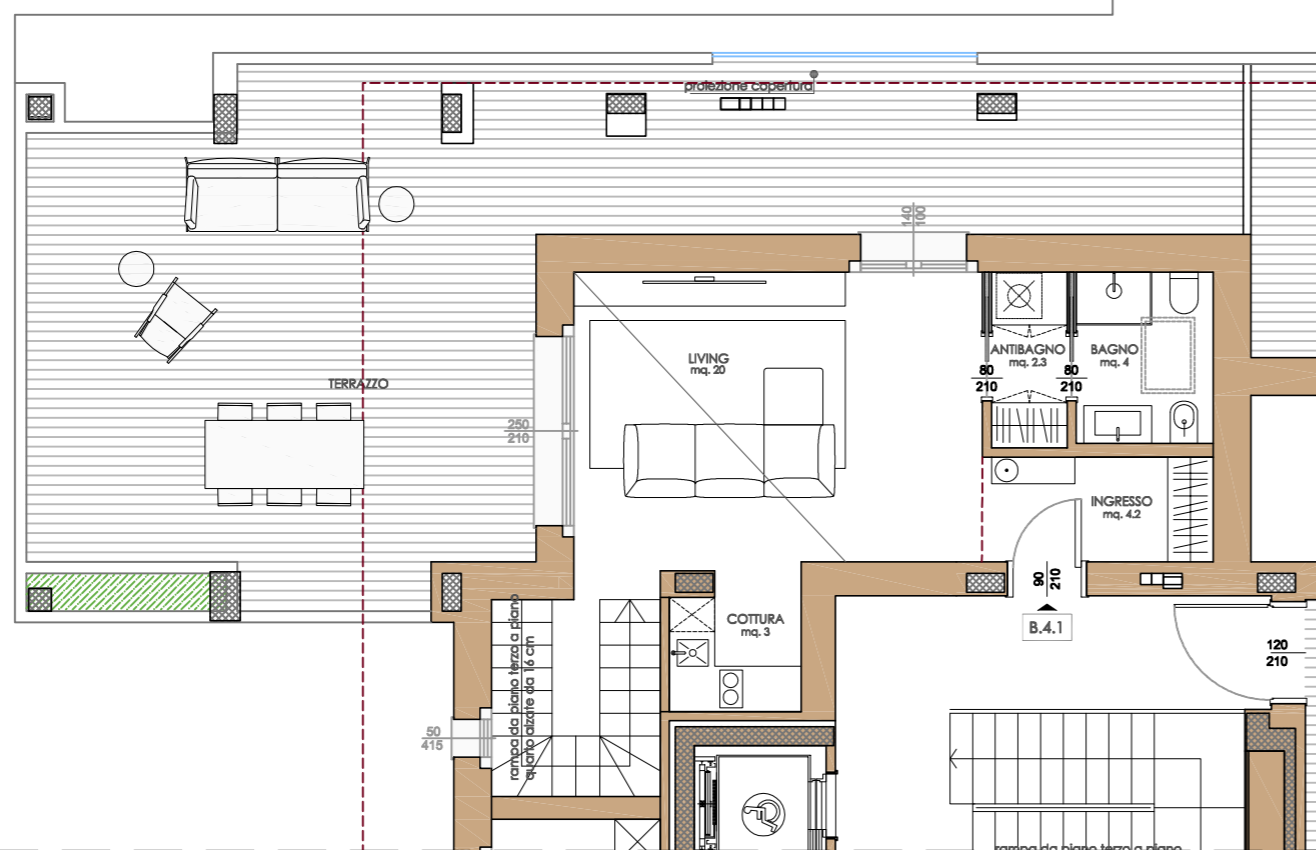 proiezione copertura
140
100
LIVING
mq. 20
ANTIBAGNO
mq. 2.3
BAGNO
mq. 4
80
210
80
210
TERRAZZO
250
210
INGRESSO
mq. 4.2
90
210
B.4.1
COTTURA
mq. 3
120
210
rampa da piano terzo a piano
quarto alzate da 16 cm
50
415
rampa da piano terzo a piano